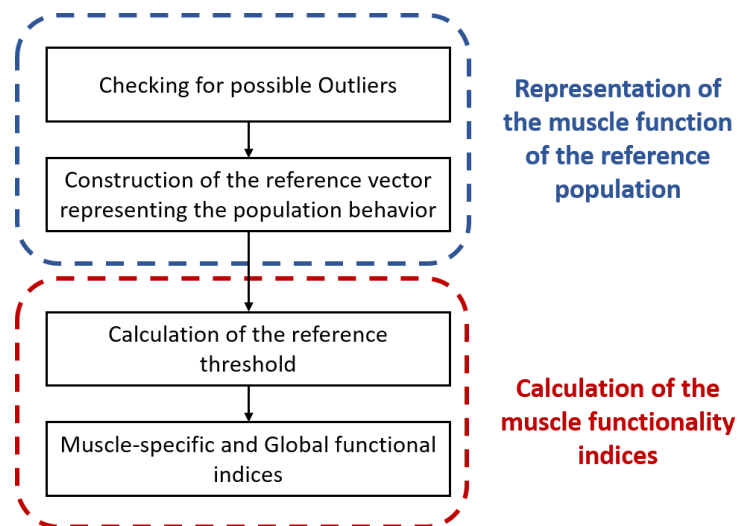 Checking for possible Outliers
Construction of the reference vector
representing the population behavior
Representation of
the muscle function
of the reference
population
Calculation of the reference
threshold
Muscle-specific and Global functional
indices
Calculation of the
muscle functionality
indices